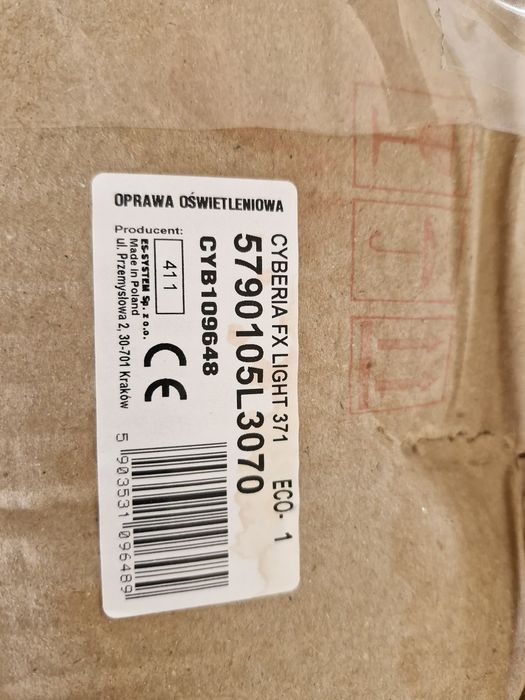 OPRAWA OŚWIETLENIOWA
CYBERIA FX LIGHT 371 ECO- 1
5790105L3070
CYB109648
Producent:
411
ES-SYSTEM Sp. z o.o.
Made in Poland
ul. Przemysłowa 2, 30-701 Kraków
CE
5 903531 096489